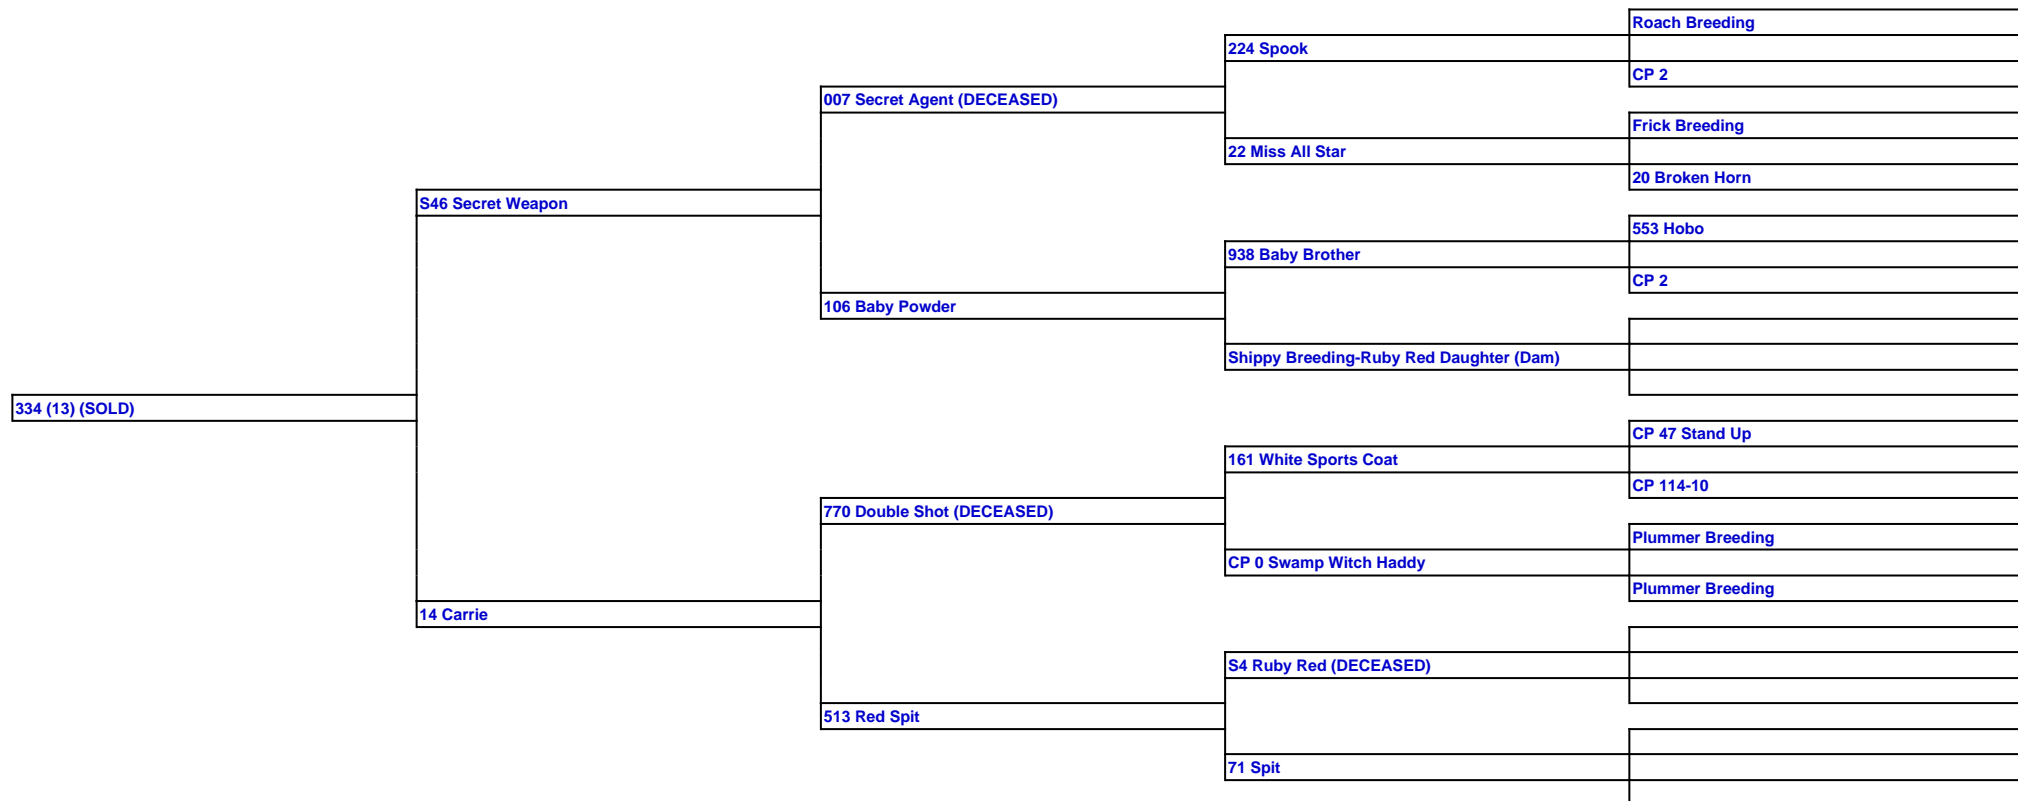 Roach Breeding
224 Spook
CP 2
007 Secret Agent (DECEASED)
Frick Breeding
22 Miss All Star
20 Broken Horn
S46 Secret Weapon
553 Hobo
938 Baby Brother
CP 2
106 Baby Powder
Shippy Breeding-Ruby Red Daughter (Dam)
334 (13) (SOLD)
CP 47 Stand Up
161 White Sports Coat
CP 114-10
770 Double Shot (DECEASED)
Plummer Breeding
CP 0 Swamp Witch Haddy
Plummer Breeding
14 Carrie
S4 Ruby Red (DECEASED)
513 Red Spit
71 Spit